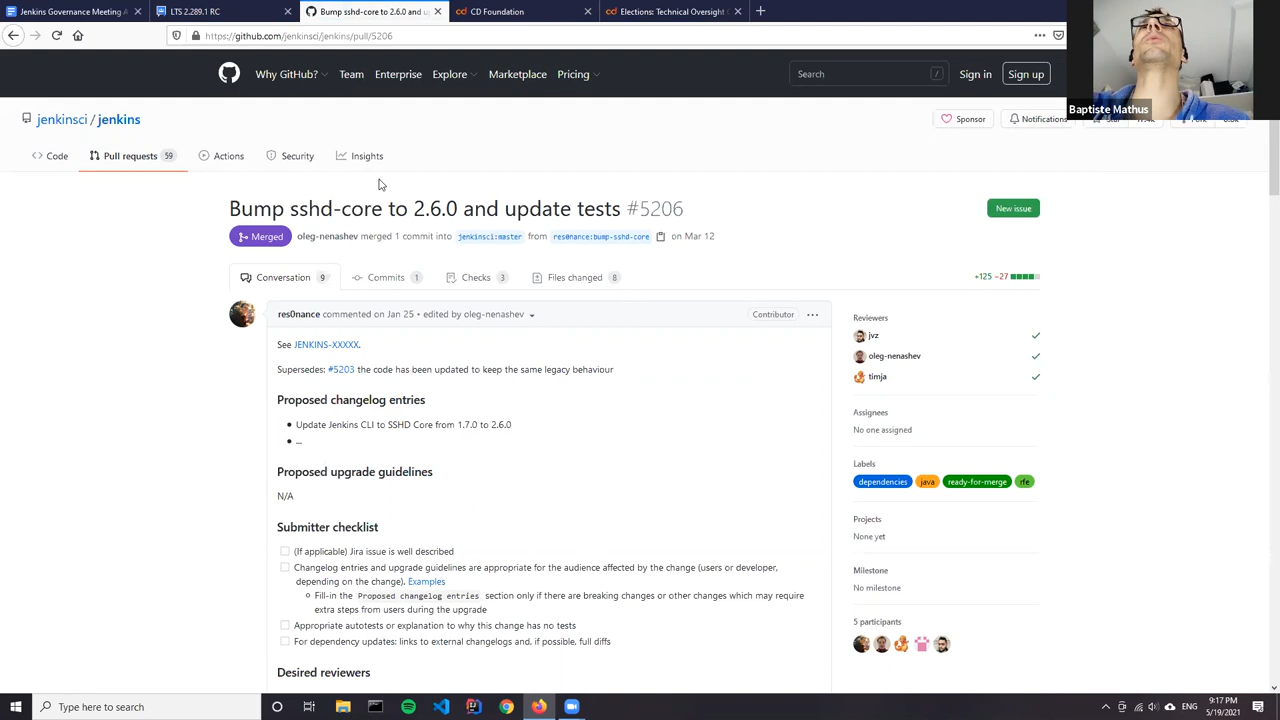 Jenkins Governance Meeting A
LTS 2.289.1 RC
Bump sshd-core to 2.6.0 and u
CD Foundation
Elections: Technical Oversight C
https://github.com/jenkinsci/jenkins/pull/5206
Why GitHub?
Team
Enterprise
Explore
Marketplace
Pricing
Search
/
Sign in
Sign up
Baptiste Mathus
jenkinsci / jenkins
Sponsor
Notifications
Code
Pull requests 59
Actions
Security
Insights
Bump sshd-core to 2.6.0 and update tests #5206
New issue
Merged
oleg-nenashev merged 1 commit into jenkinsci:master from res0nance:bump-sshd-core on Mar 12
Conversation 9
Commits 1
Checks 3
Files changed 8
+125 −27
res0nance commented on Jan 25 • edited by oleg-nenashev
Contributor
See JENKINS-XXXXX.
Supersedes: #5203 the code has been updated to keep the same legacy behaviour
Proposed changelog entries
• Update Jenkins CLI to SSHD Core from 1.7.0 to 2.6.0
• ...
Proposed upgrade guidelines
N/A
Submitter checklist
(If applicable) Jira issue is well described
Changelog entries and upgrade guidelines are appropriate for the audience affected by the change (users or developer,
depending on the change). Examples
Fill-in the Proposed changelog entries section only if there are breaking changes or other changes which may require
extra steps from users during the upgrade
Appropriate autotests or explanation to why this change has no tests
For dependency updates: links to external changelogs and, if possible, full diffs
Desired reviewers
Reviewers
jvz
oleg-nenashev
timja
Assignees
No one assigned
Labels
dependencies
java
ready-for-merge
rfe
Projects
None yet
Milestone
No milestone
5 participants
Type here to search
ENG
9:17 PM
5/19/2021